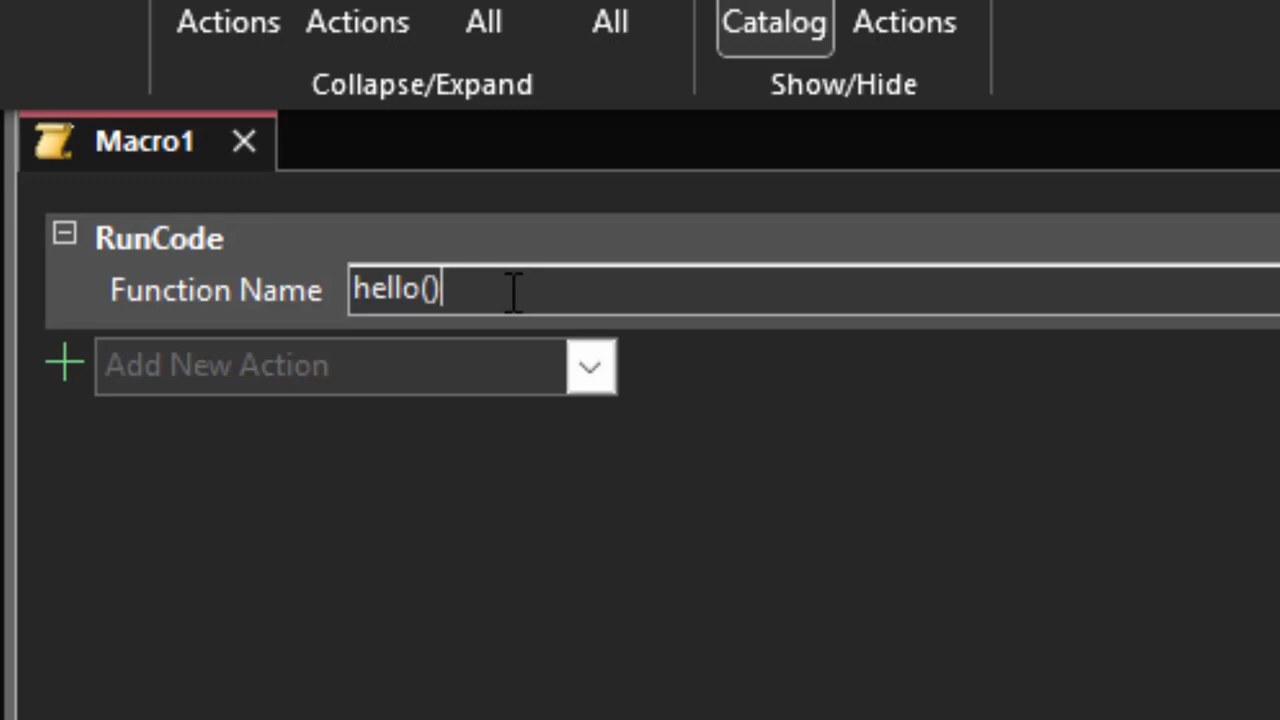 Actions Actions All All Catalog Actions
Collapse/Expand Show/Hide
Macro1
RunCode
Function Name hello()
Add New Action